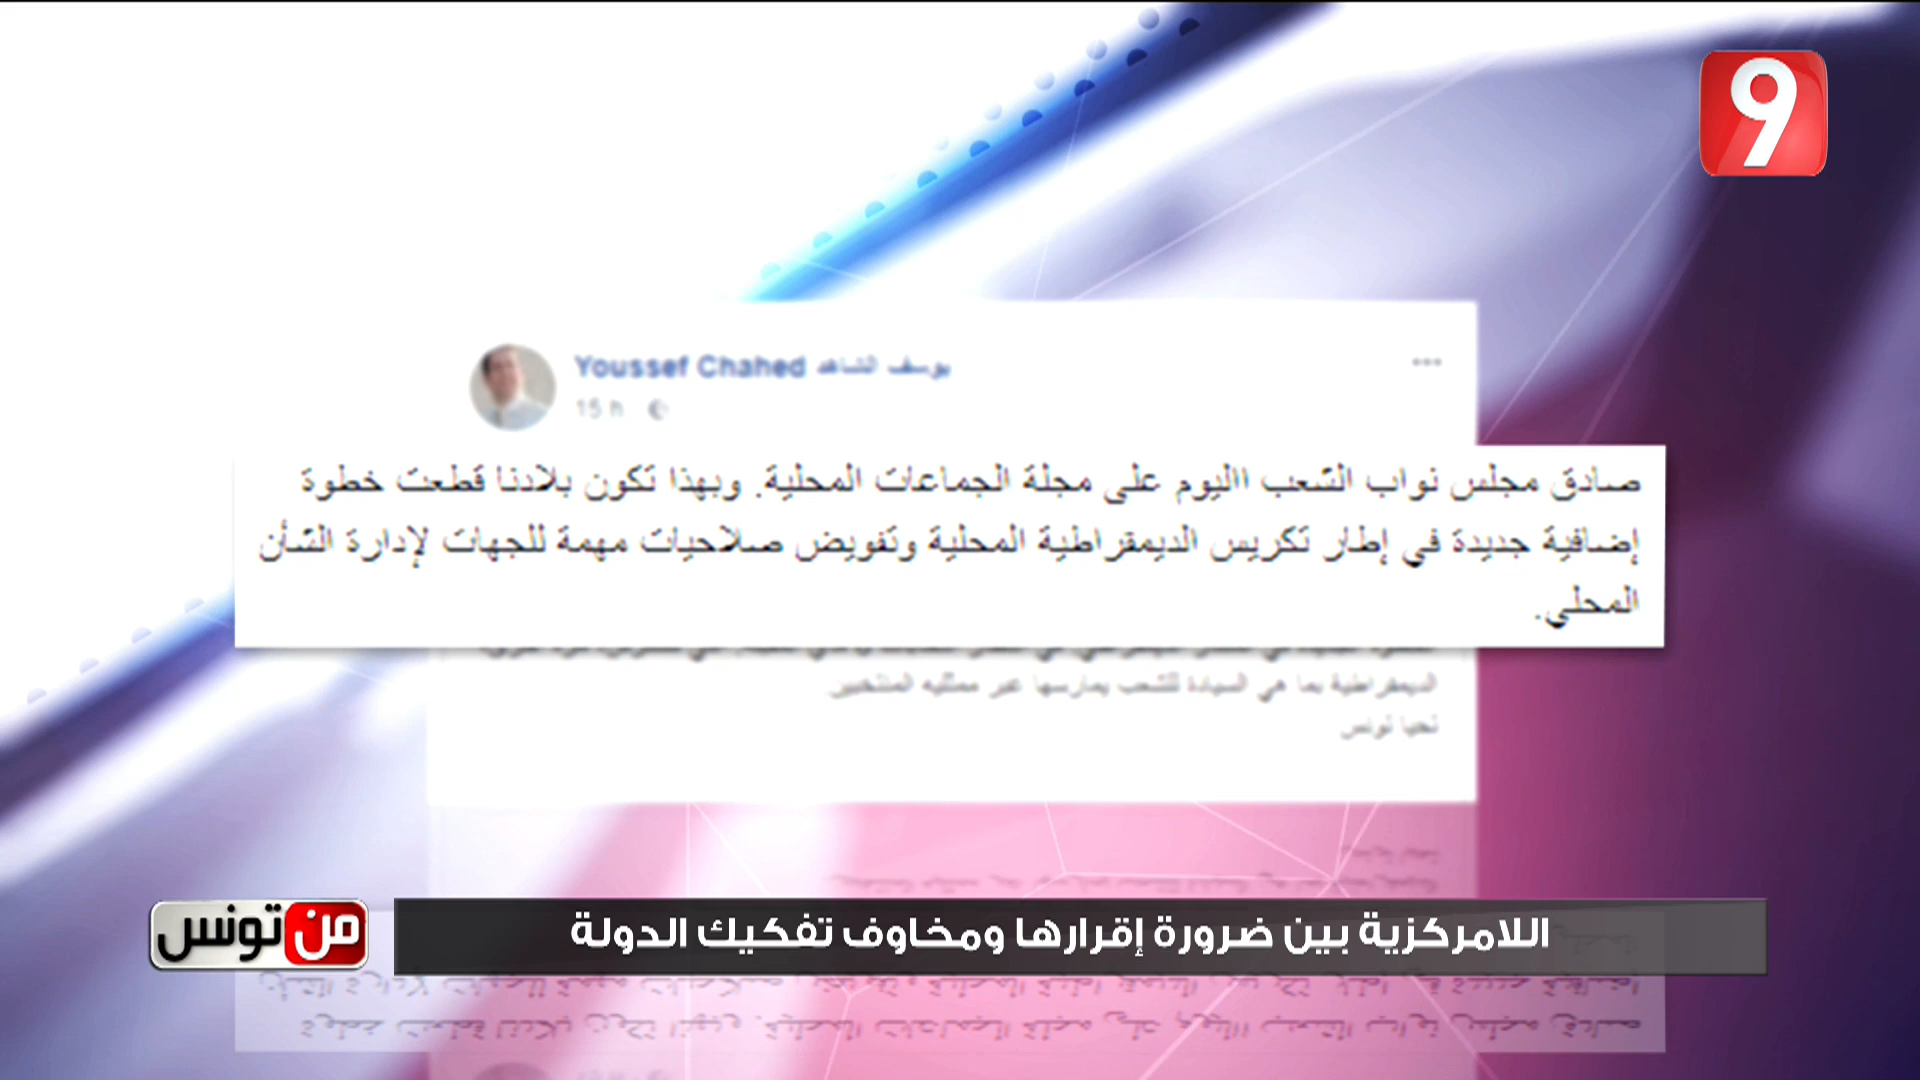 9
Youssef Chahed يوسف الشاهد
15 h
صادق مجلس نواب الشعب االيوم على مجلة الجماعات المحلية. وبهذا تكون بلادنا قطعت خطوة
إضافية جديدة في إطار تكريس الديمقراطية المحلية وتفويض صلاحيات مهمة للجهات لإدارة الشأن
المحلي.
الديمقراطية بما هي السيادة للشعب يمارسها عبر ممثليه المنتخبين
تحيا تونس
اللامركزية بين ضرورة إقرارها ومخاوف تفكيك الدولة
من تونس